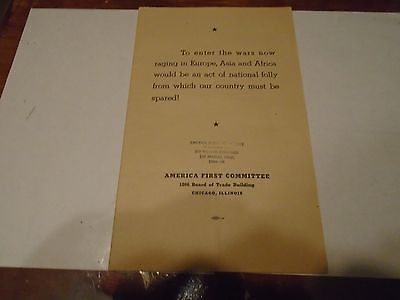 To enter the wars now
raging in Europe, Asia and Africa
would be an act of national folly
from which our country must be
spared!
AMERICA FIRST COMMITTEE
1806 Board of Trade Building
CHICAGO, ILLINOIS